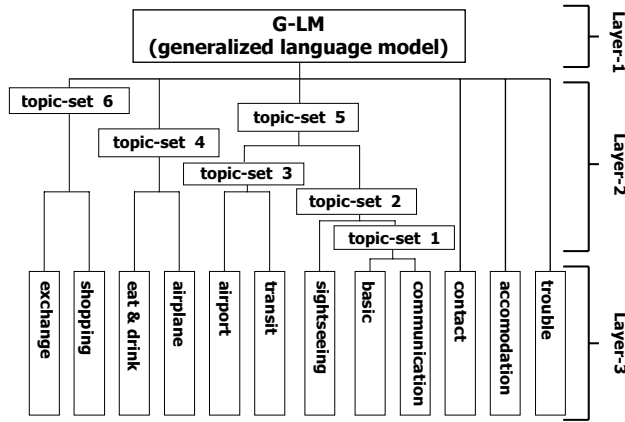 G-LM
(generalized language model)
Layer-1
topic-set 6
topic-set 5
topic-set 4
topic-set 3
topic-set 2
topic-set 1
Layer-2
exchange
shopping
eat & drink
airplane
airport
transit
sightseeing
basic
communication
contact
accomodation
trouble
Layer-3